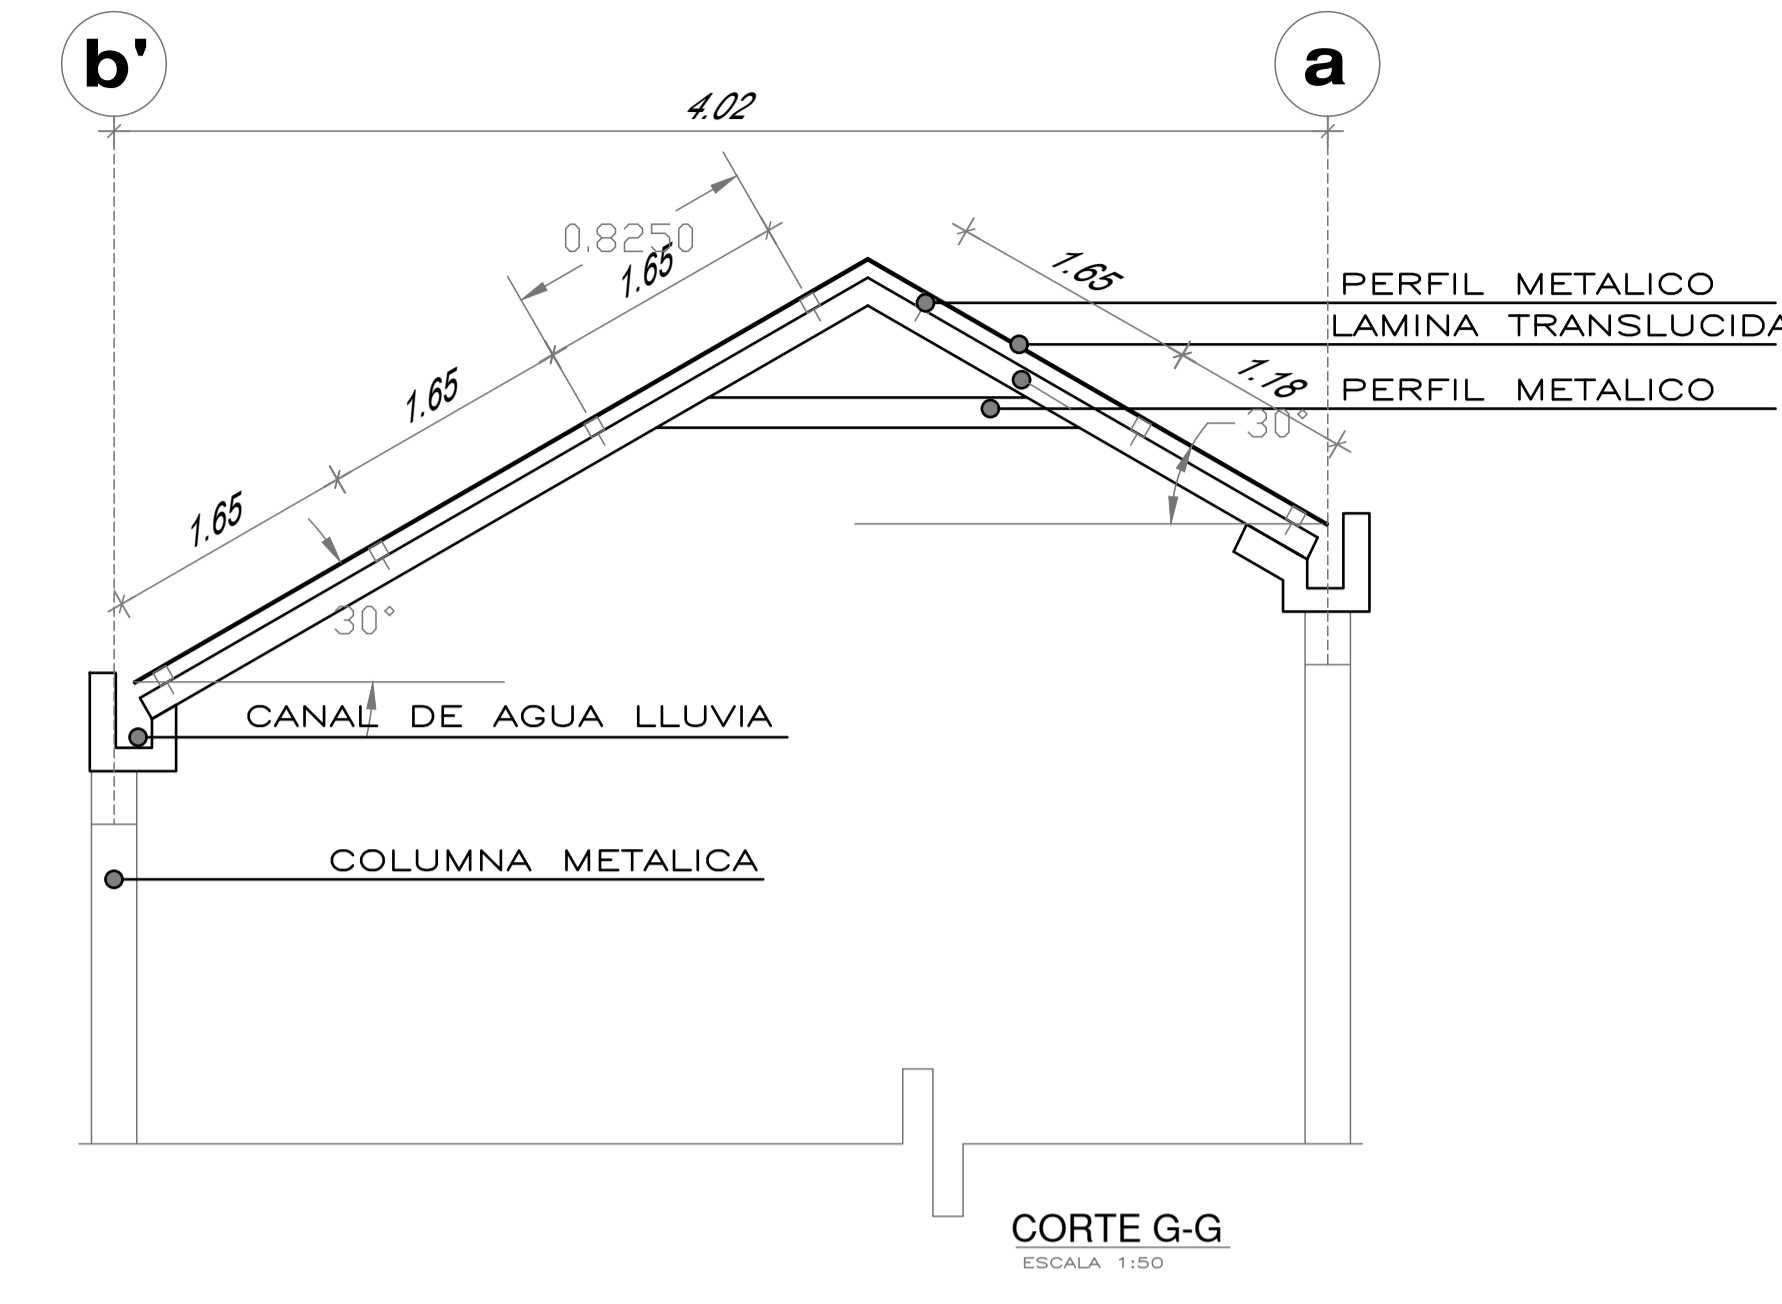 b' a
4.02
0.8250
1.65
1.65
PERFIL METALICO
LAMINA TRANSLUCIDA
1.18
PERFIL METALICO
1.65
30°
1.65
30°
CANAL DE AGUA LLUVIA
COLUMNA METALICA
CORTE G-G
ESCALA 1:50